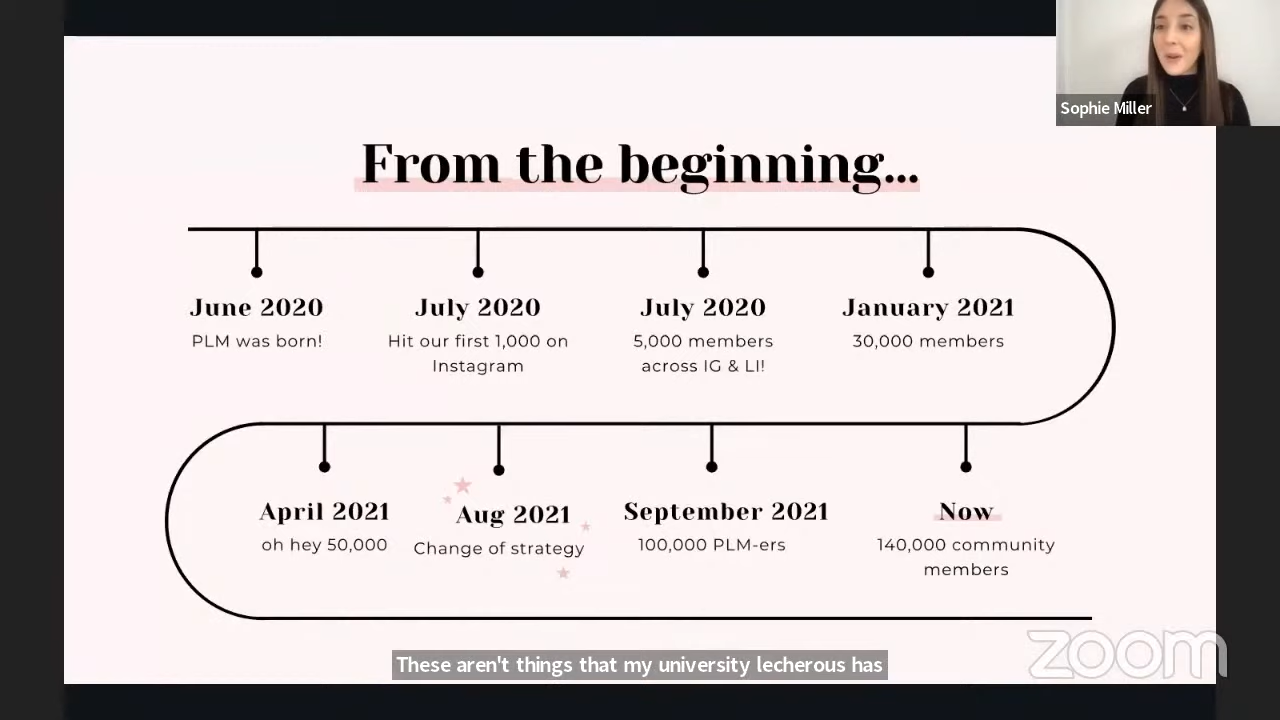 Sophie Miller
From the beginning...
June 2020
PLM was born!
July 2020
Hit our first 1,000 on
Instagram
July 2020
5,000 members
across IG & LI!
January 2021
30,000 members
April 2021
oh hey 50,000
Aug 2021
Change of strategy
September 2021
100,000 PLM-ers
Now
140,000 community
members
zoom
These aren't things that my university lecherous has